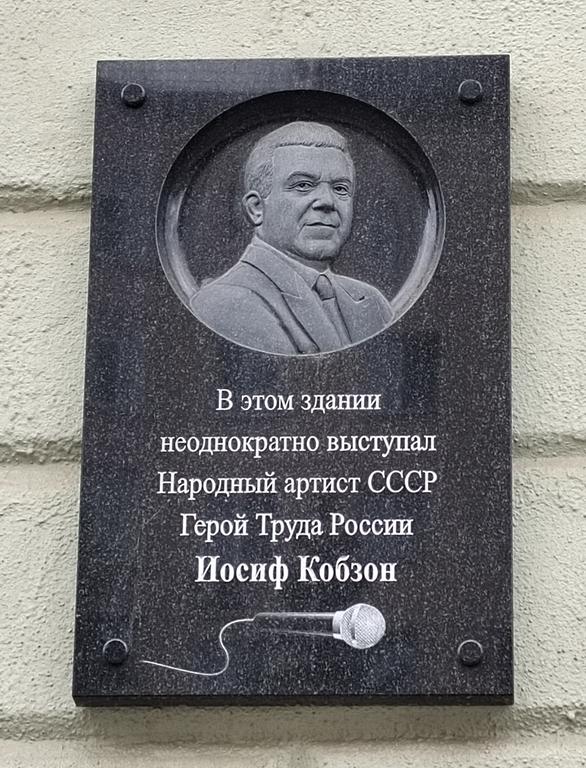 В этом здании
неоднократно выступал
Народный артист СССР
Герой Труда России
Иосиф Кобзон